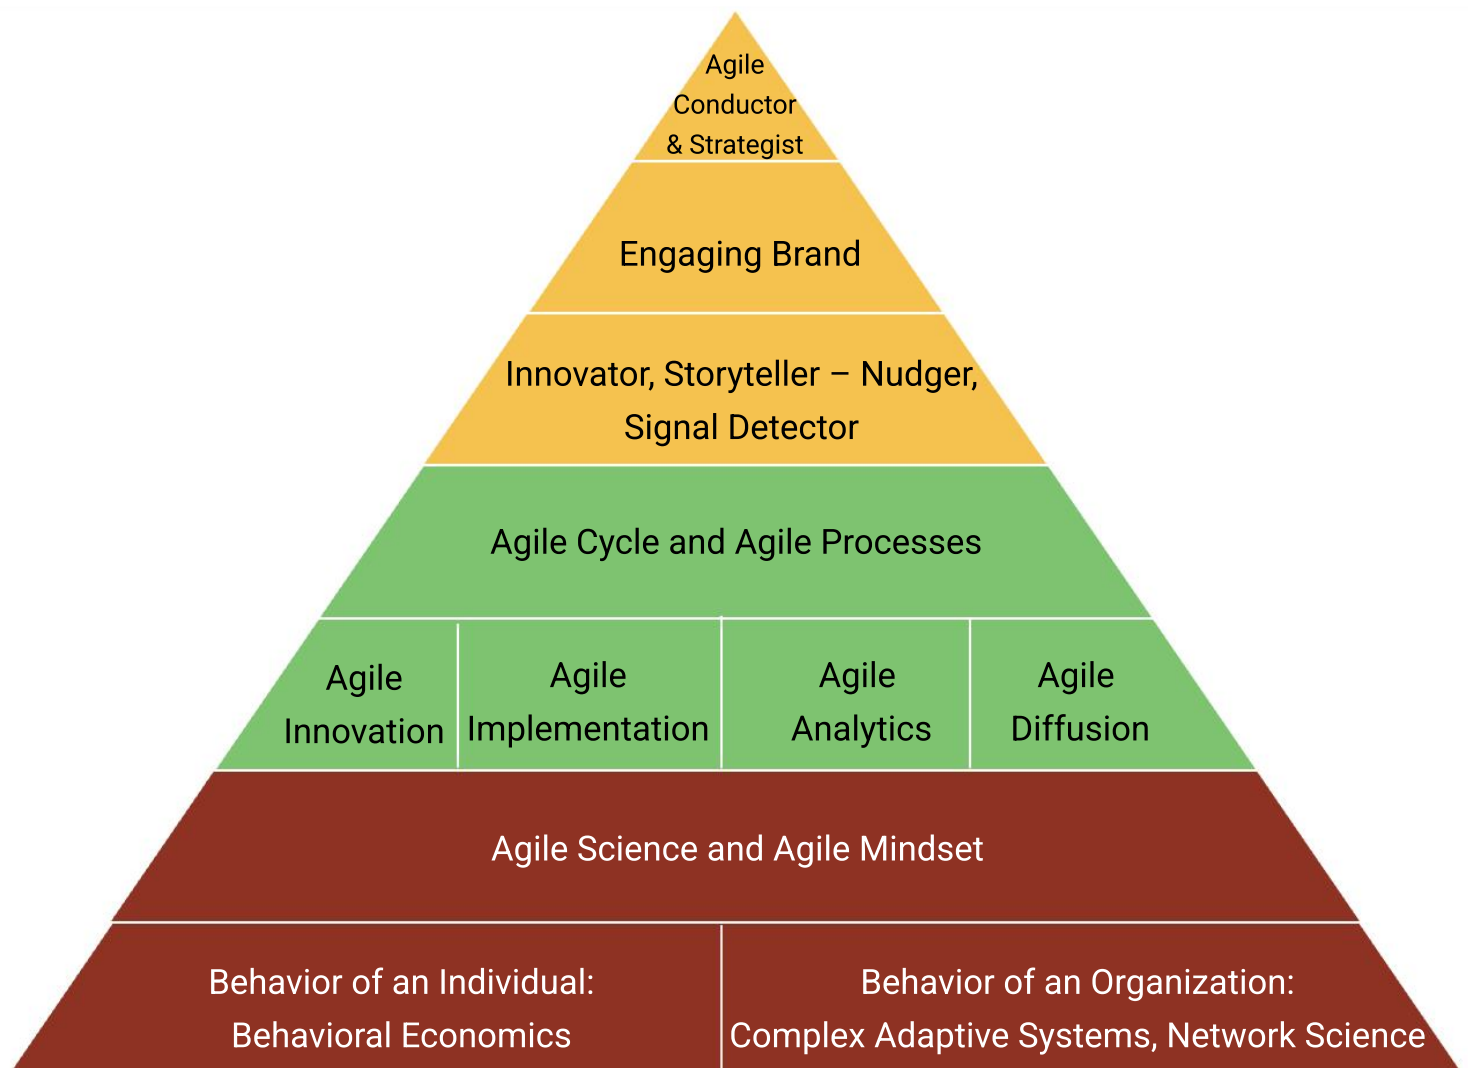 Agile
Conductor
& Strategist
Engaging Brand
Innovator, Storyteller – Nudger,
Signal Detector
Agile Cycle and Agile Processes
Agile
Innovation
Agile
Implementation
Agile
Analytics
Agile
Diffusion
Agile Science and Agile Mindset
Behavior of an Individual:
Behavioral Economics
Behavior of an Organization:
Complex Adaptive Systems, Network Science